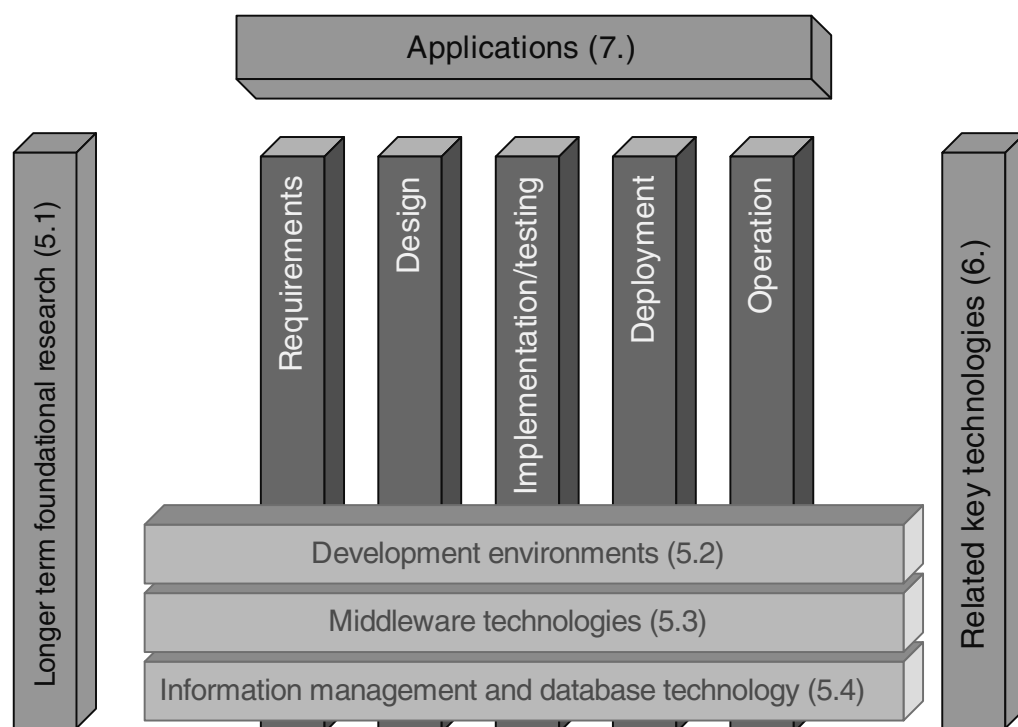 Applications (7.)
Longer term foundational research (5.1)
Requirements
Design
Implementation/testing
Deployment
Operation
Related key technologies (6.)
Development environments (5.2)
Middleware technologies (5.3)
Information management and database technology (5.4)